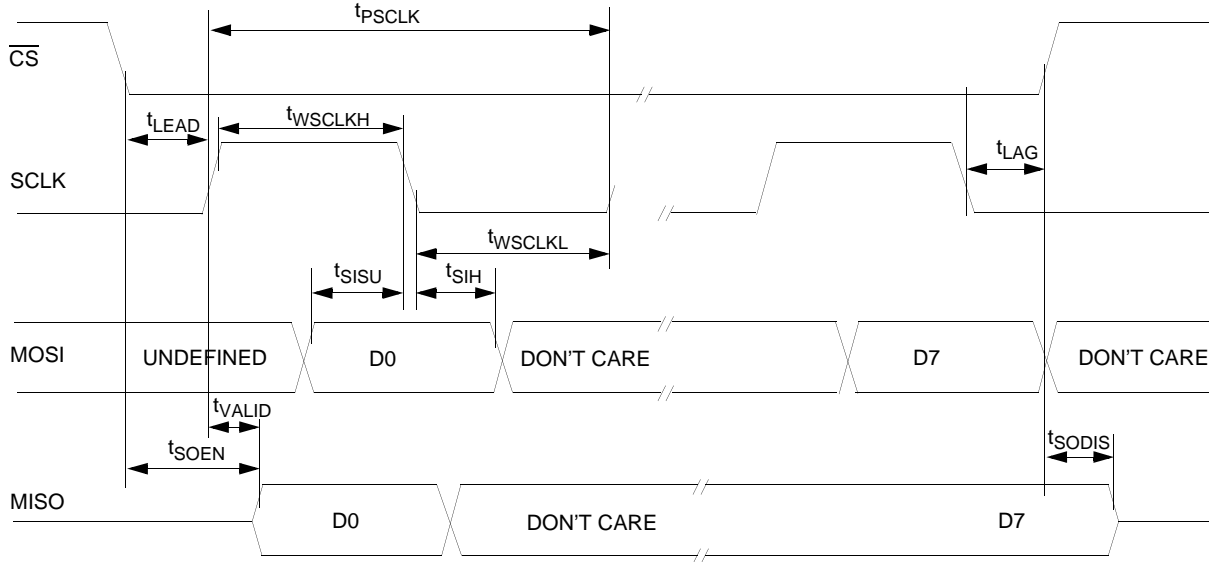 tPSCLK
CS
tLEAD
tWSCLKH
tLAG
SCLK
tWSCLKL
tSISU
tSIH
MOSI
UNDEFINED
D0
DON'T CARE
D7
DON'T CARE
tVALID
tSOEN
tSODIS
MISO
D0
DON'T CARE
D7